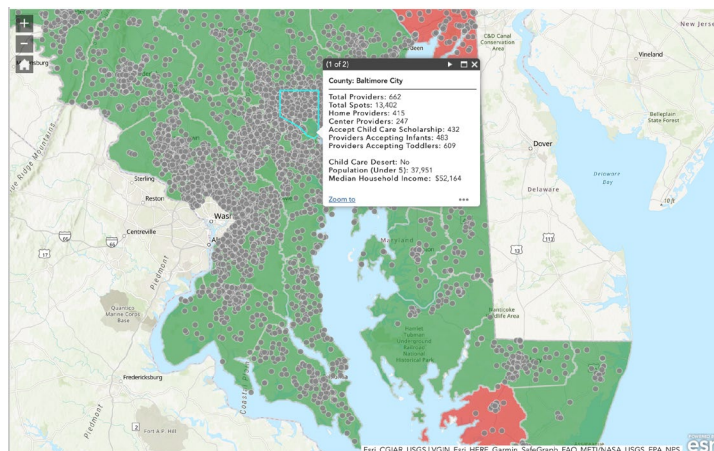 +
−
(1 of 2)
County: Baltimore City
Total Providers: 662
Total Spots: 13,402
Home Providers: 415
Center Providers: 247
Accept Child Care Scholarship: 432
Providers Accepting Infants: 483
Providers Accepting Toddlers: 609
Child Care Desert: No
Population (Under 5): 37,951
Median Household Income: $52,164
Zoom to
New Jerse
C&D Canal
Conservation
Area
Vineland
Belleplain
State Forest
Dover
Delaware
Bay
Delaware
Sterling
Reston
Wash
Centreville
Piedmont
Maryland
Quantico
Marine Corps
Base
Harriet
Tubman
Underground
Railroad
National
Historical Park
Fredericksburg
Fort A.P. Hill
Piedmont
Esri, CGIAR, USGS | VGIN, Esri, HERE, Garmin, SafeGraph, FAO, METI/NASA, USGS, EPA, NPS
esri